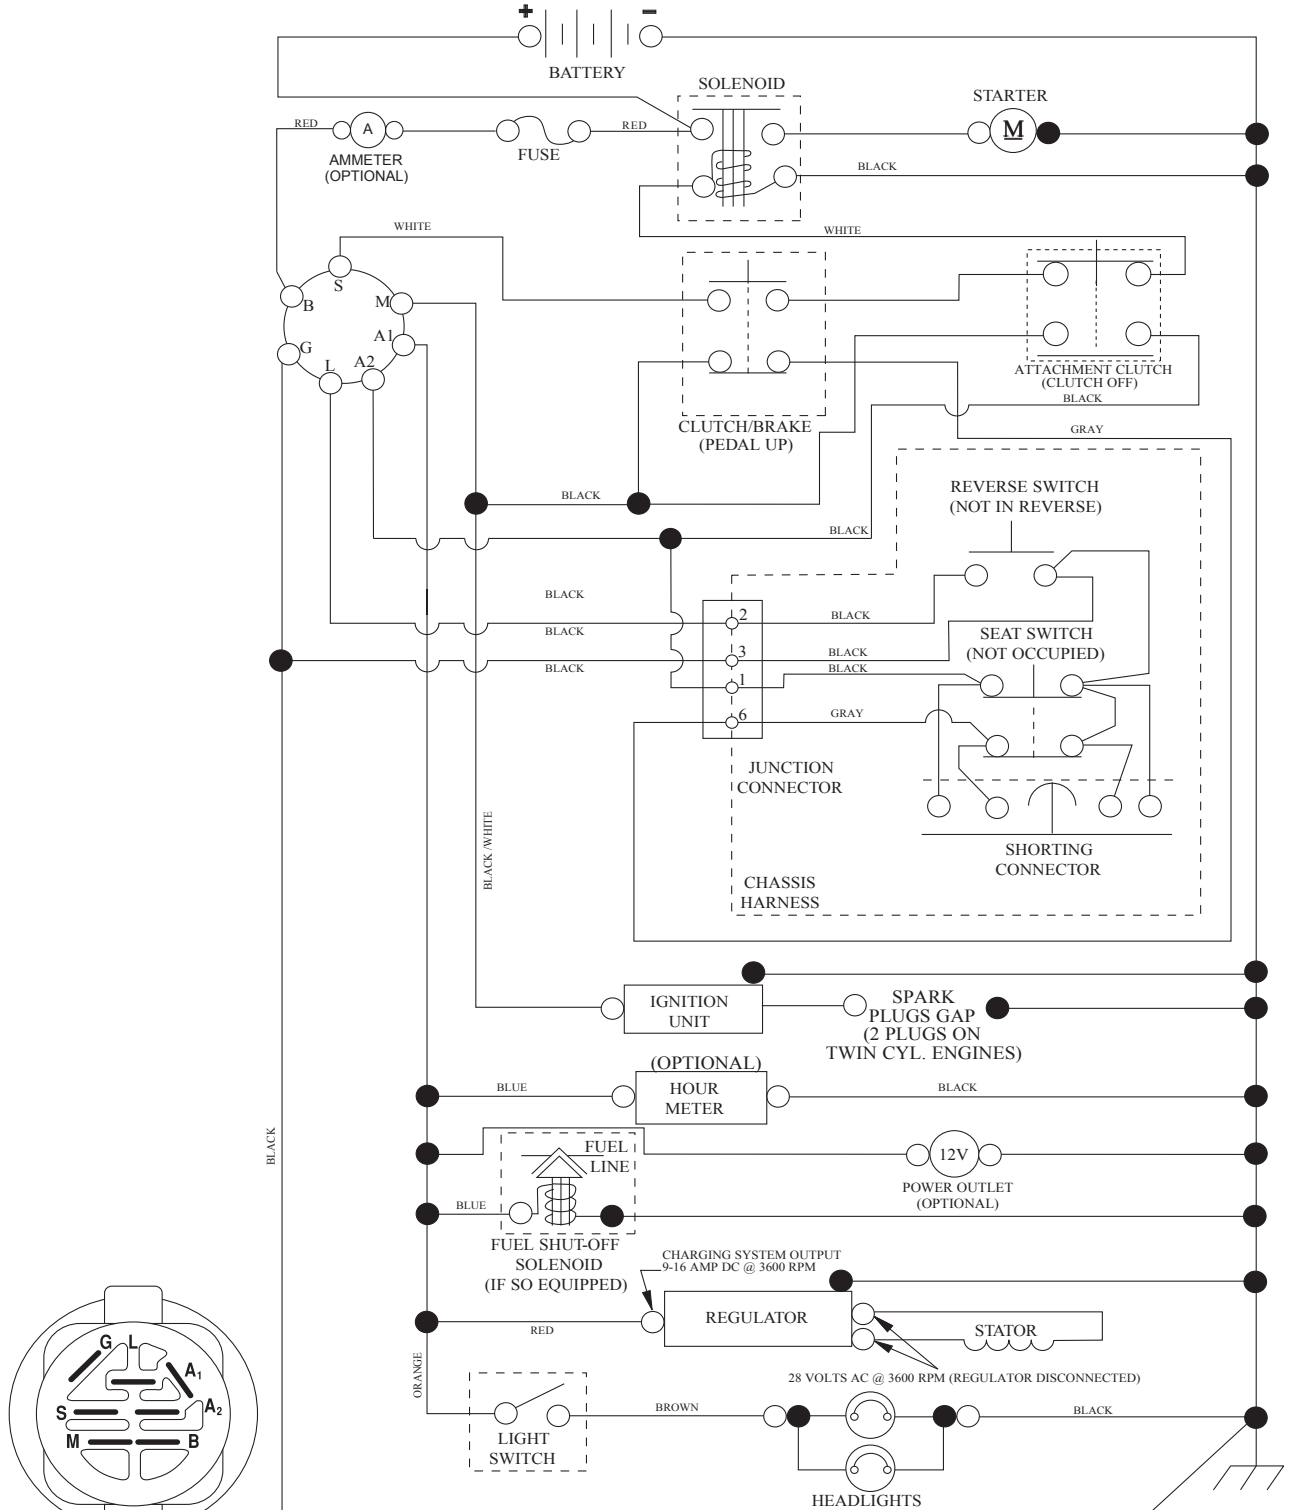 + −
BATTERY
SOLENOID
STARTER
RED
A
RED
M
FUSE
AMMETER
(OPTIONAL)
BLACK
WHITE
WHITE
S
B
M
A1
G
L
A2
ATTACHMENT CLUTCH
(CLUTCH OFF)
BLACK
CLUTCH/BRAKE
(PEDAL UP)
GRAY
REVERSE SWITCH
(NOT IN REVERSE)
BLACK
BLACK
BLACK
2
BLACK
BLACK
SEAT SWITCH
(NOT OCCUPIED)
3
BLACK
BLACK
BLACK
1
6
GRAY
JUNCTION
CONNECTOR
SHORTING
CONNECTOR
BLACK /WHITE
CHASSIS
HARNESS
IGNITION
UNIT
SPARK
PLUGS GAP
(2 PLUGS ON
TWIN CYL. ENGINES)
(OPTIONAL)
HOUR
METER
BLUE
BLACK
BLACK
FUEL
LINE
12V
POWER OUTLET
(OPTIONAL)
BLUE
FUEL SHUT-OFF
SOLENOID
(IF SO EQUIPPED)
CHARGING SYSTEM OUTPUT
9-16 AMP DC @ 3600 RPM
REGULATOR
STATOR
RED
28 VOLTS AC @ 3600 RPM (REGULATOR DISCONNECTED)
ORANGE
BROWN
BLACK
LIGHT
SWITCH
HEADLIGHTS
G L
A1
S
A2
M
B